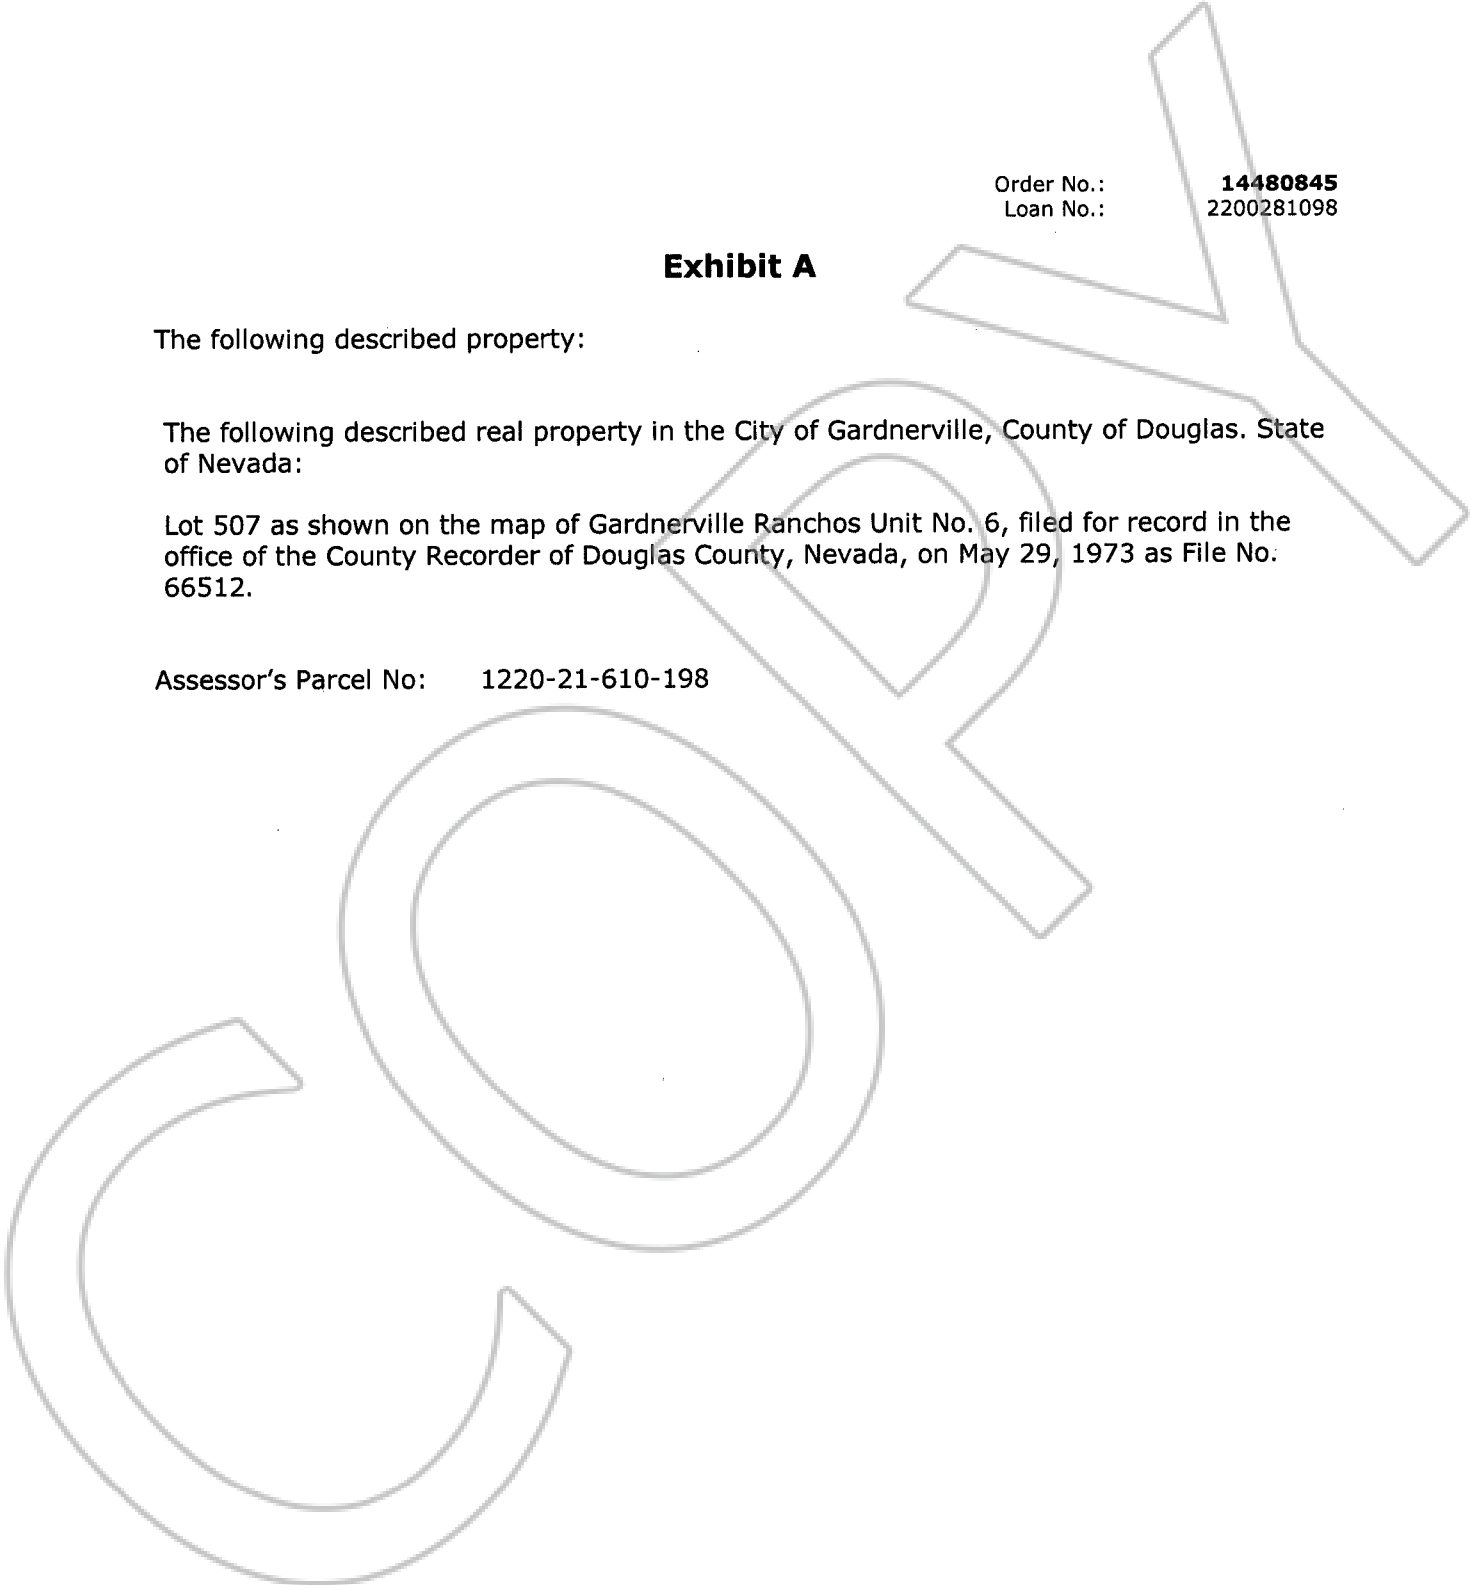 Order No.: 14480845
Loan No.: 2200281098
Exhibit A
The following described property:
The following described real property in the City of Gardnerville, County of Douglas. State
of Nevada:
Lot 507 as shown on the map of Gardnerville Ranchos Unit No. 6, filed for record in the
office of the County Recorder of Douglas County, Nevada, on May 29, 1973 as File No.
66512.
Assessor's Parcel No: 1220-21-610-198
COPY